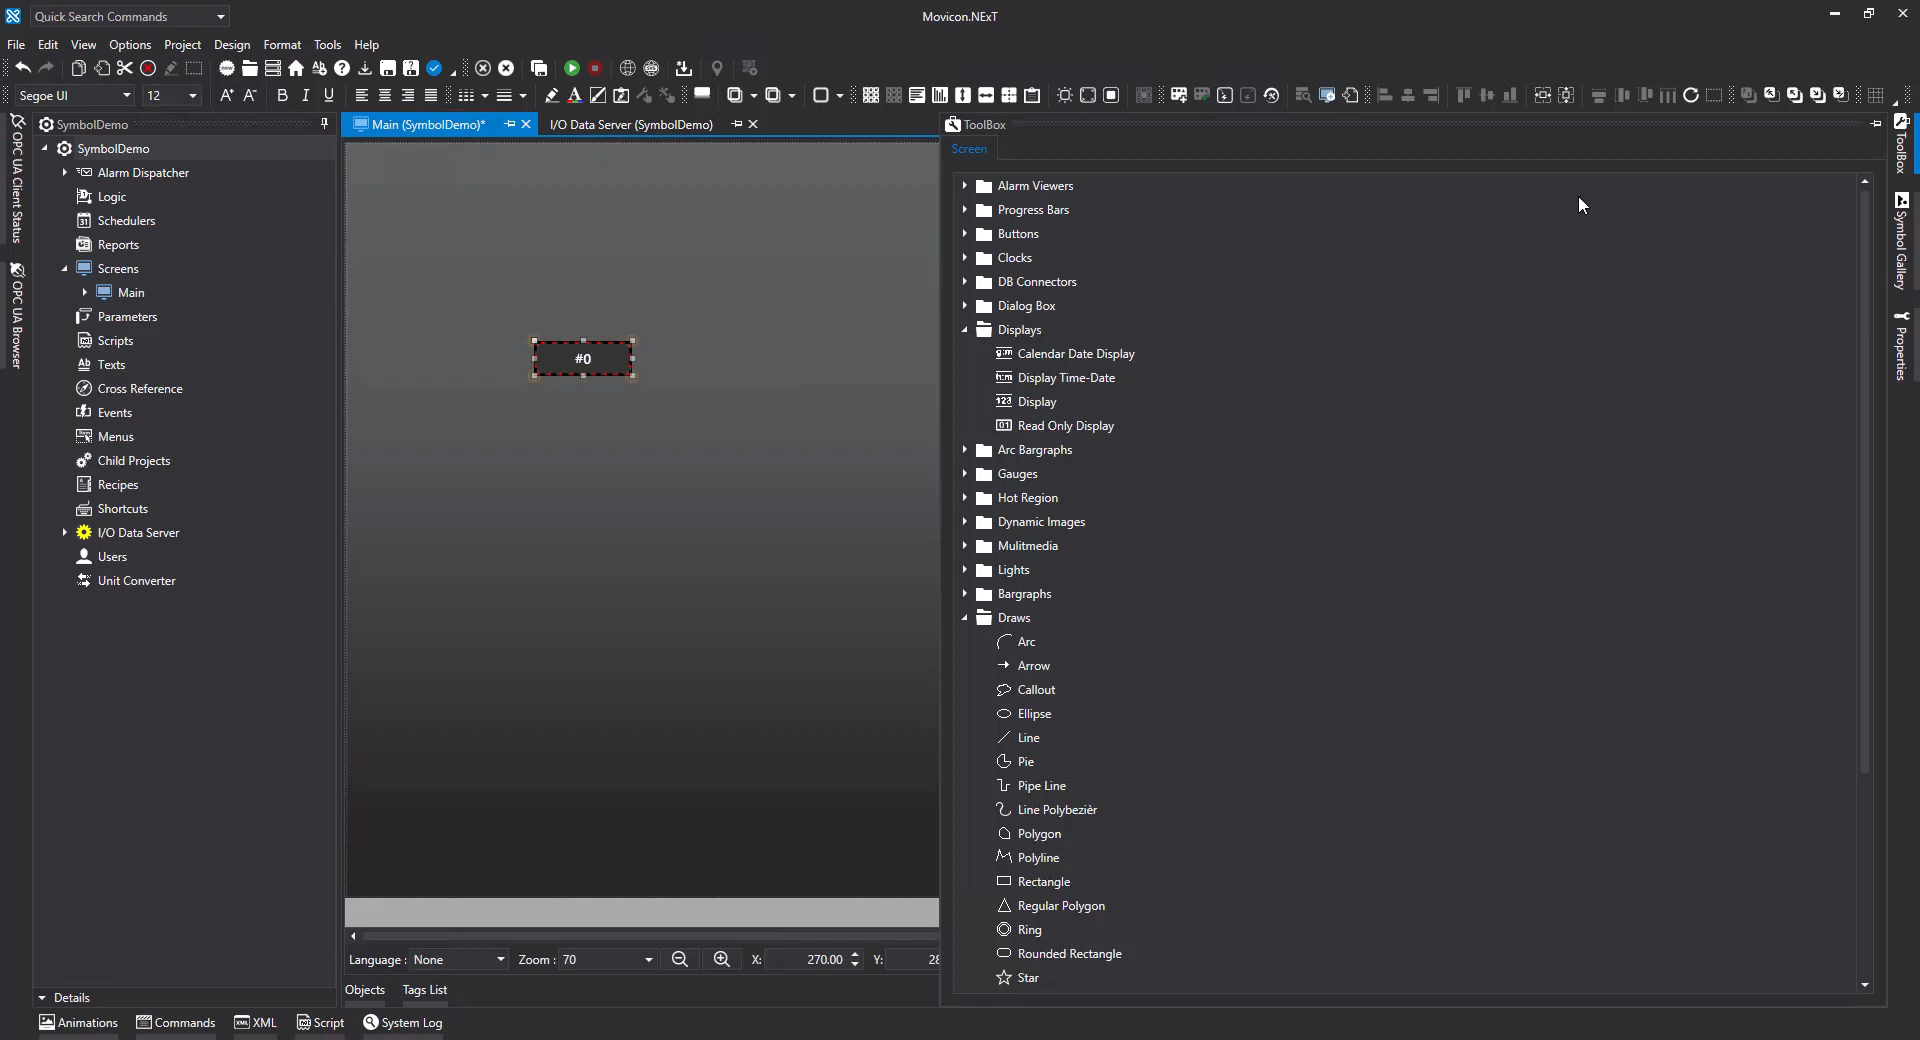 Quick Search Commands
Movicon.NExT
File Edit View Options Project Design Format Tools Help
Segoe UI 12 B I U
SymbolDemo
Main (SymbolDemo)*
I/O Data Server (SymbolDemo)
ToolBox
Screen
OPC UA Client Status
OPC UA Browser
SymbolDemo
Alarm Dispatcher
Logic
Schedulers
Reports
Screens
Main
Parameters
Scripts
Texts
Cross Reference
Events
Menus
Child Projects
Recipes
Shortcuts
I/O Data Server
Users
Unit Converter
Details
#0
Language : None Zoom : 70 X: 270.00 Y: 28
Objects Tags List
Alarm Viewers
Progress Bars
Buttons
Clocks
DB Connectors
Dialog Box
Displays
Calendar Date Display
Display Time-Date
Display
Read Only Display
Arc Bargraphs
Gauges
Hot Region
Dynamic Images
Mulitmedia
Lights
Bargraphs
Draws
Arc
Arrow
Callout
Ellipse
Line
Pie
Pipe Line
Line Polybezièr
Polygon
Polyline
Rectangle
Regular Polygon
Ring
Rounded Rectangle
Star
ToolBox
Symbol Gallery
Properties
Animations Commands XML Script System Log